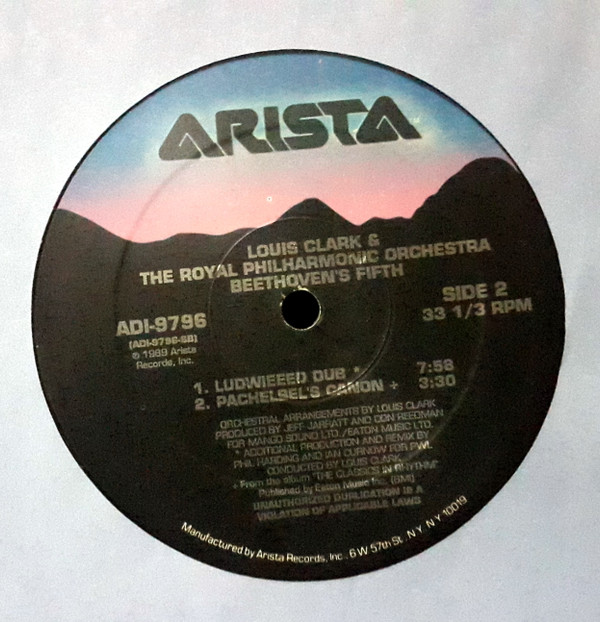 ARISTA
LOUIS CLARK &
THE ROYAL PHILHARMONIC ORCHESTRA
BEETHOVEN'S FIFTH
ADI-9796
(ADI-9796-SB)
℗ 1989 Arista
Records, Inc.
SIDE 2
33 1/3 RPM
1. LUDWIEEED DUB * 7:58
2. PACHELBEL'S CANON + 3:30
ORCHESTRAL ARRANGEMENTS BY LOUIS CLARK
PRODUCED BY JEFF JARRATT AND DON REEDMAN
FOR MANGO SOUND LTD./EATON MUSIC LTD.
* ADDITIONAL PRODUCTION AND REMIX BY
PHIL HARDING AND IAN CURNOW FOR PWL
CONDUCTED BY LOUIS CLARK
+ From the album "THE CLASSICS IN RHYTHM"
Published by Eaton Music Inc. (BMI)
UNAUTHORIZED DUPLICATION IS A
VIOLATION OF APPLICABLE LAWS
Manufactured by Arista Records, Inc., 6 W 57th St., N.Y. N.Y. 10019